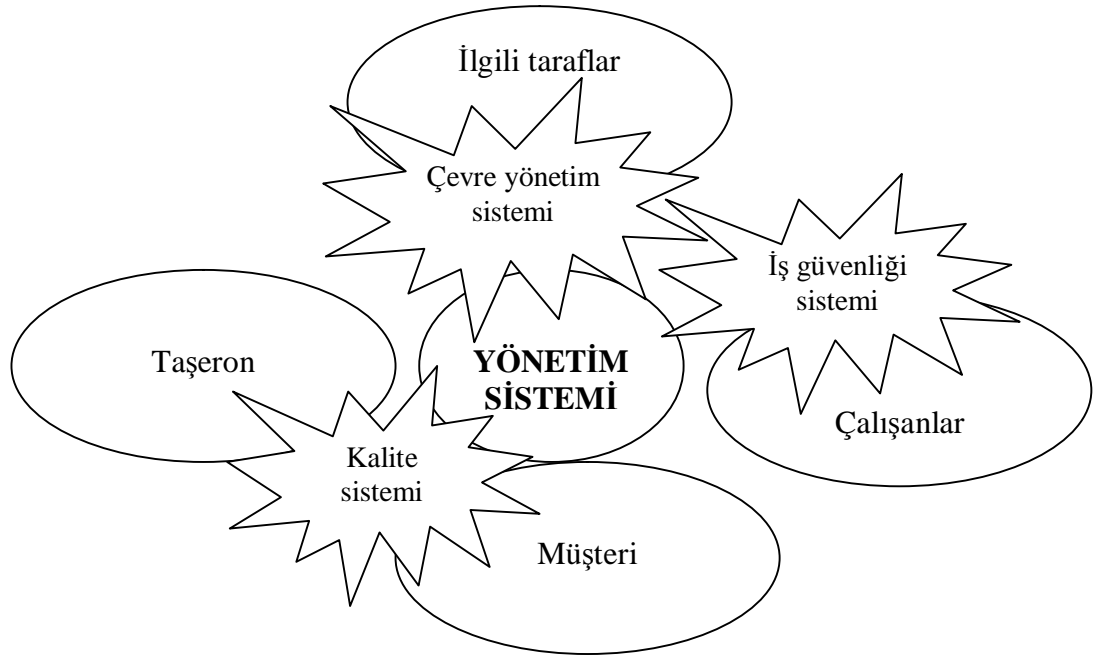 İlgili taraflar
Çevre yönetim
sistemi
İş güvenliği
sistemi
Taşeron
YÖNETİM
SİSTEMİ
Çalışanlar
Kalite
sistemi
Müşteri